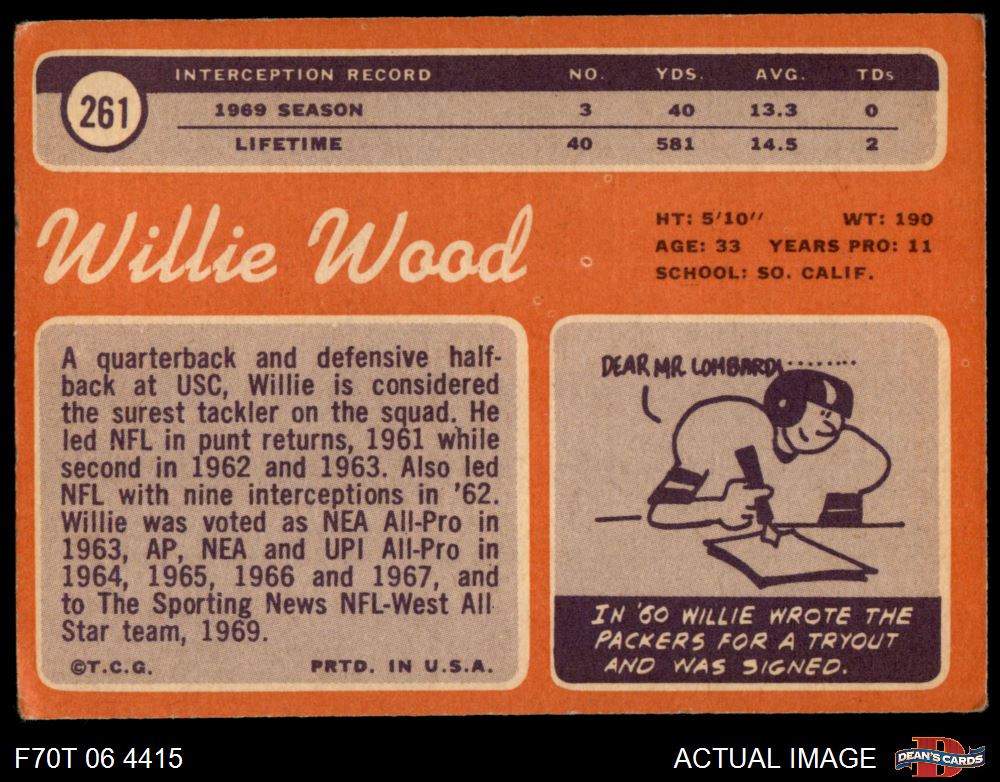 261
INTERCEPTION RECORD NO. YDS. AVG. TDs
1969 SEASON 3 40 13.3 0
LIFETIME 40 581 14.5 2
Willie Wood
HT: 5'10'' WT: 190
AGE: 33 YEARS PRO: 11
SCHOOL: SO. CALIF.
A quarterback and defensive half-
back at USC, Willie is considered
the surest tackler on the squad. He
led NFL in punt returns, 1961 while
second in 1962 and 1963. Also led
NFL with nine interceptions in '62.
Willie was voted as NEA All-Pro in
1963, AP, NEA and UPI All-Pro in
1964, 1965, 1966 and 1967, and
to The Sporting News NFL-West All
Star team, 1969.
©T.C.G. PRTD. IN U.S.A.
DEAR MR. LOMBARDI........
IN '60 WILLIE WROTE THE
PACKERS FOR A TRYOUT
AND WAS SIGNED.
F70T 06 4415
ACTUAL IMAGE
D
DEAN'S CARDS